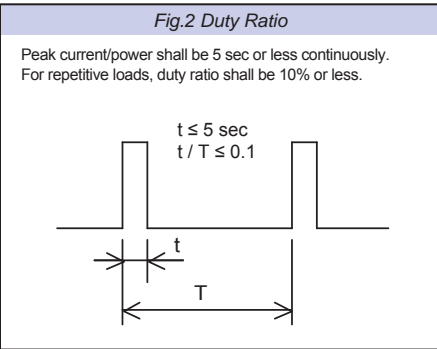 Fig.2 Duty Ratio
Peak current/power shall be 5 sec or less continuously.
For repetitive loads, duty ratio shall be 10% or less.
t ≤ 5 sec
t / T ≤ 0.1
t
T